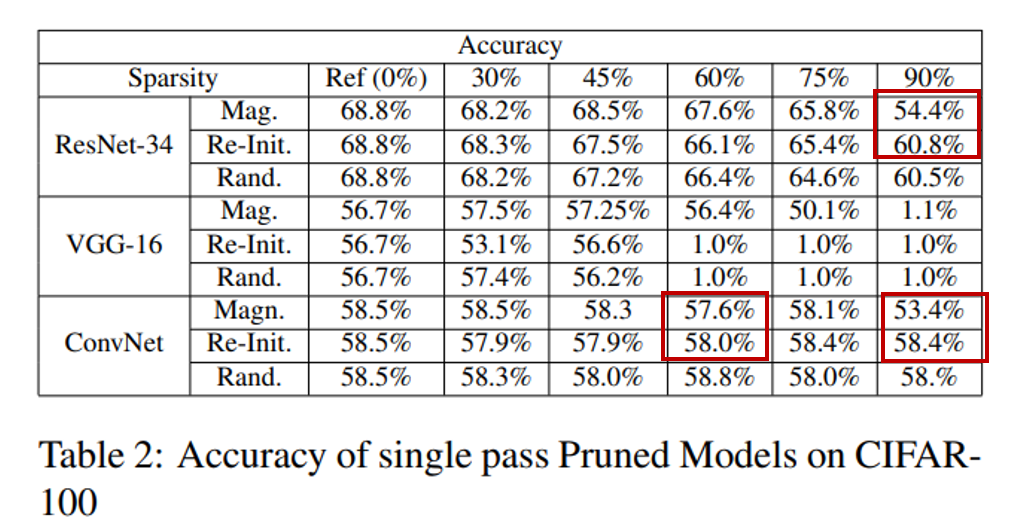 Accuracy
Sparsity Ref (0%) 30% 45% 60% 75% 90%
ResNet-34 Mag. 68.8% 68.2% 68.5% 67.6% 65.8% 54.4%
Re-Init. 68.8% 68.3% 67.5% 66.1% 65.4% 60.8%
Rand. 68.8% 68.2% 67.2% 66.4% 64.6% 60.5%
VGG-16 Mag. 56.7% 57.5% 57.25% 56.4% 50.1% 1.1%
Re-Init. 56.7% 53.1% 56.6% 1.0% 1.0% 1.0%
Rand. 56.7% 57.4% 56.2% 1.0% 1.0% 1.0%
ConvNet Magn. 58.5% 58.5% 58.3 57.6% 58.1% 53.4%
Re-Init. 58.5% 57.9% 57.9% 58.0% 58.4% 58.4%
Rand. 58.5% 58.3% 58.0% 58.8% 58.0% 58.%
Table 2: Accuracy of single pass Pruned Models on CIFAR-
100